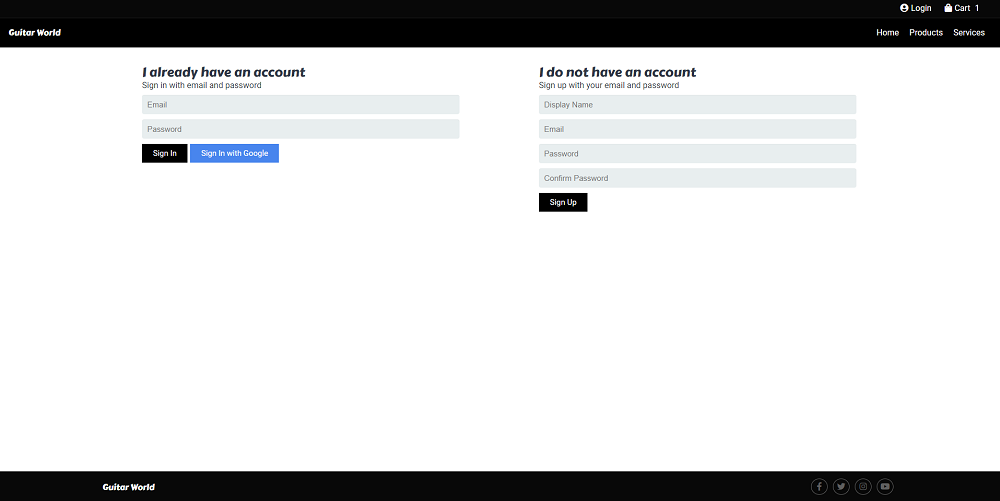 Login Cart 1
Guitar World Home Products Services
I already have an account
Sign in with email and password
Email
Password
Sign In Sign In with Google
I do not have an account
Sign up with your email and password
Display Name
Email
Password
Confirm Password
Sign Up
Guitar World